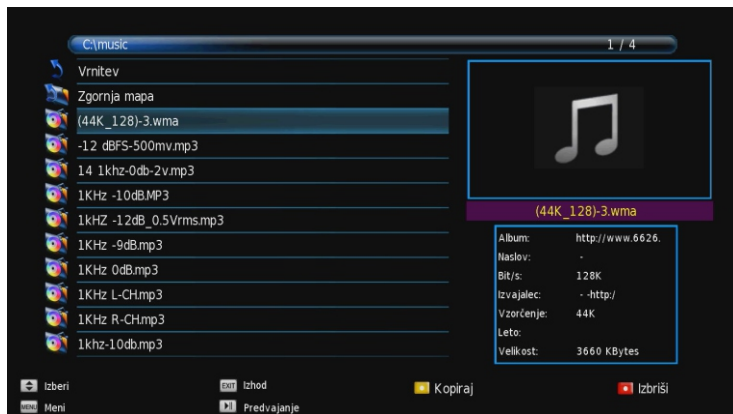 C:\music 1 / 4
Vrnitev
Zgornja mapa
(44K_128)-3.wma
-12 dBFS-500mv.mp3
14 1khz-0db-2v.mp3
1KHz -10dB.MP3
1kHZ -12dB_0.5Vrms.mp3
1KHz -9dB.mp3
1KHz 0dB.mp3
1KHz L-CH.mp3
1KHz R-CH.mp3
1khz-10db.mp3
(44K_128)-3.wma
Album: http://www.6626.
Naslov: -
Bit/s: 128K
Izvajalec: - -http:/
Vzorčenje: 44K
Leto:
Velikost: 3660 KBytes
Izberi EXIT Izhod Kopiraj Izbriši
MENU Meni Predvajanje